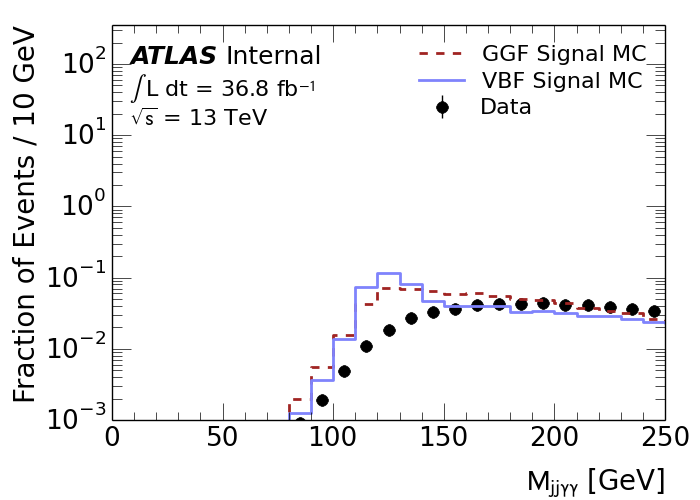 ATLAS Internal
∫L dt = 36.8 fb⁻¹
√s = 13 TeV
GGF Signal MC
VBF Signal MC
Data
Fraction of Events / 10 GeV
10²
10¹
10⁰
10⁻¹
10⁻²
10⁻³
0 50 100 150 200 250
M_jjγγ [GeV]